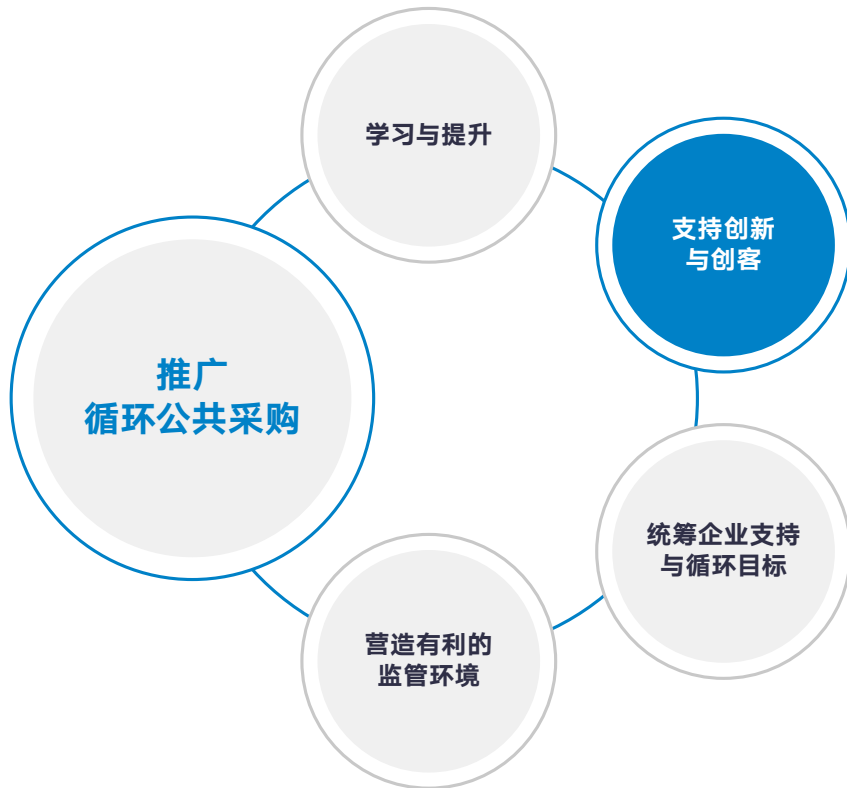 学习与提升
支持创新
与创客
推广
循环公共采购
统筹企业支持
与循环目标
营造有利的
监管环境